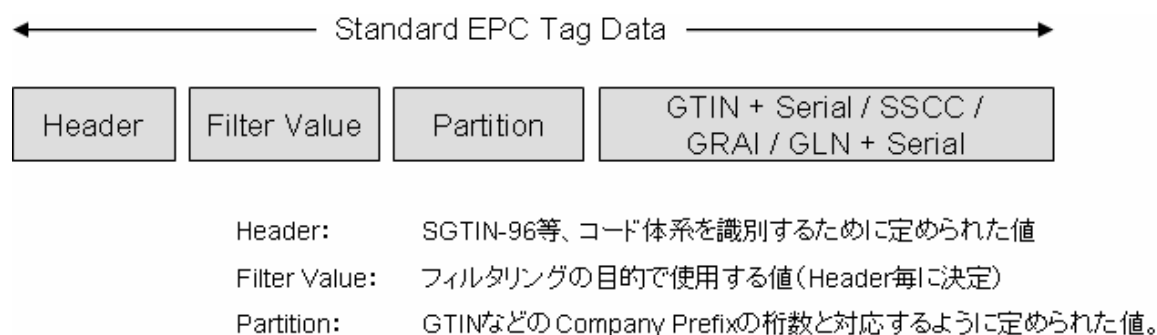 Standard EPC Tag Data
Header
Filter Value
Partition
GTIN + Serial / SSCC /
GRAI / GLN + Serial
Header: SGTIN-96等、コード体系を識別するために定められた値
Filter Value: フィルタリングの目的で使用する値(Header毎に決定)
Partition: GTINなどのCompany Prefixの桁数と対応するように定められた値。